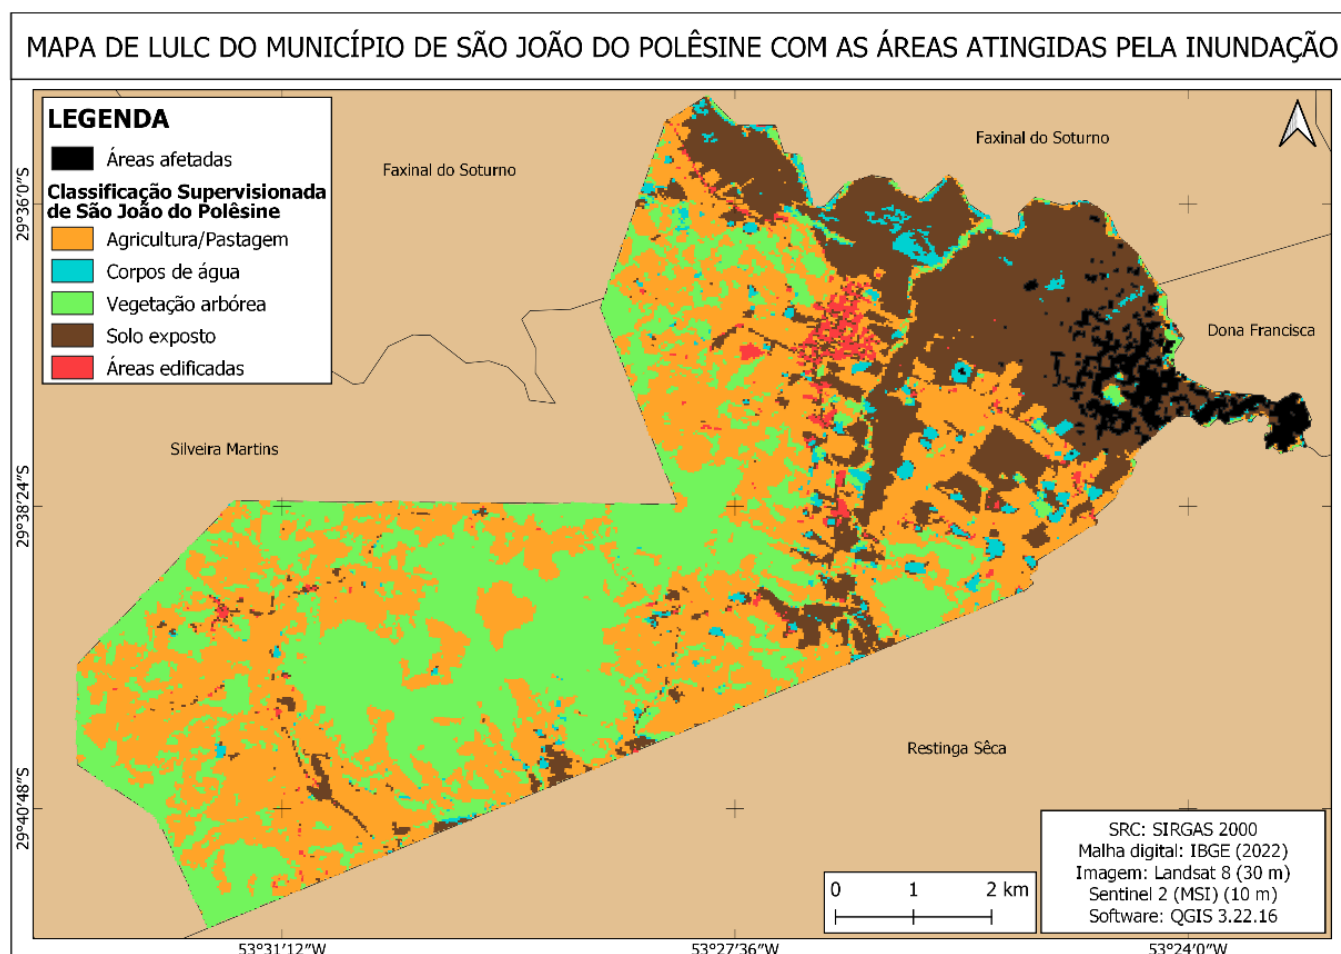 MAPA DE LULC DO MUNICÍPIO DE SÃO JOÃO DO POLÊSINE COM AS ÁREAS ATINGIDAS PELA INUNDAÇÃO
LEGENDA
Áreas afetadas
Classificação Supervisionada
de São João do Polêsine
Agricultura/Pastagem
Corpos de água
Vegetação arbórea
Solo exposto
Áreas edificadas
Faxinal do Soturno
Faxinal do Soturno
Dona Francisca
Silveira Martins
Restinga Sêca
29°36′0″S
29°38′24″S
29°40′48″S
0 1 2 km
SRC: SIRGAS 2000
Malha digital: IBGE (2022)
Imagem: Landsat 8 (30 m)
Sentinel 2 (MSI) (10 m)
Software: QGIS 3.22.16
53°31′12″W
53°27′36″W
53°24′0″W